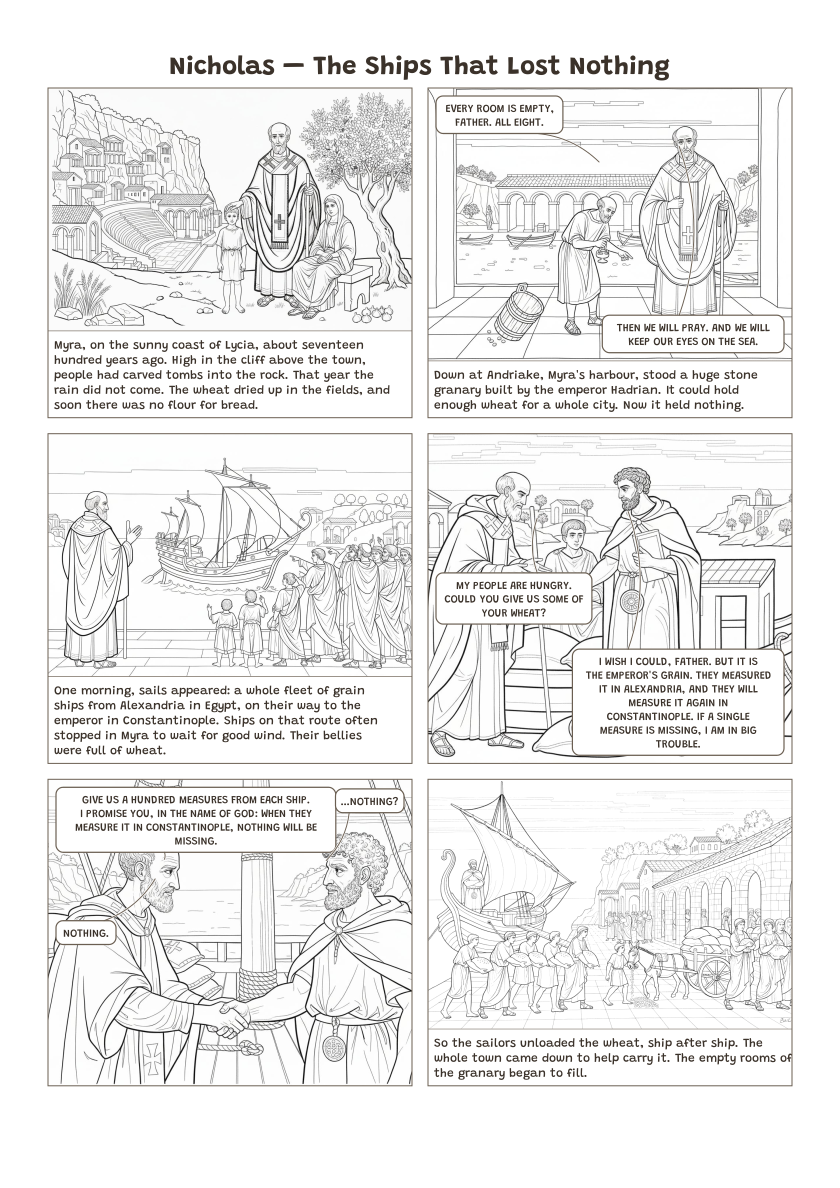 Nicholas — The Ships That Lost Nothing
EVERY ROOM IS EMPTY,
FATHER. ALL EIGHT.
THEN WE WILL PRAY. AND WE WILL
KEEP OUR EYES ON THE SEA.
Myra, on the sunny coast of Lycia, about seventeen
hundred years ago. High in the cliff above the town,
people had carved tombs into the rock. That year the
rain did not come. The wheat dried up in the fields, and
soon there was no flour for bread.
Down at Andriake, Myra's harbour, stood a huge stone
granary built by the emperor Hadrian. It could hold
enough wheat for a whole city. Now it held nothing.
One morning, sails appeared: a whole fleet of grain
ships from Alexandria in Egypt, on their way to the
emperor in Constantinople. Ships on that route often
stopped in Myra to wait for good wind. Their bellies
were full of wheat.
MY PEOPLE ARE HUNGRY.
COULD YOU GIVE US SOME OF
YOUR WHEAT?
I WISH I COULD, FATHER. BUT IT IS
THE EMPEROR'S GRAIN. THEY MEASURED
IT IN ALEXANDRIA, AND THEY WILL
MEASURE IT AGAIN IN
CONSTANTINOPLE. IF A SINGLE
MEASURE IS MISSING, I AM IN BIG
TROUBLE.
GIVE US A HUNDRED MEASURES FROM EACH SHIP.
I PROMISE YOU, IN THE NAME OF GOD: WHEN THEY
MEASURE IT IN CONSTANTINOPLE, NOTHING WILL BE
MISSING.
...NOTHING?
NOTHING.
So the sailors unloaded the wheat, ship after ship. The
whole town came down to help carry it. The empty rooms of
the granary began to fill.